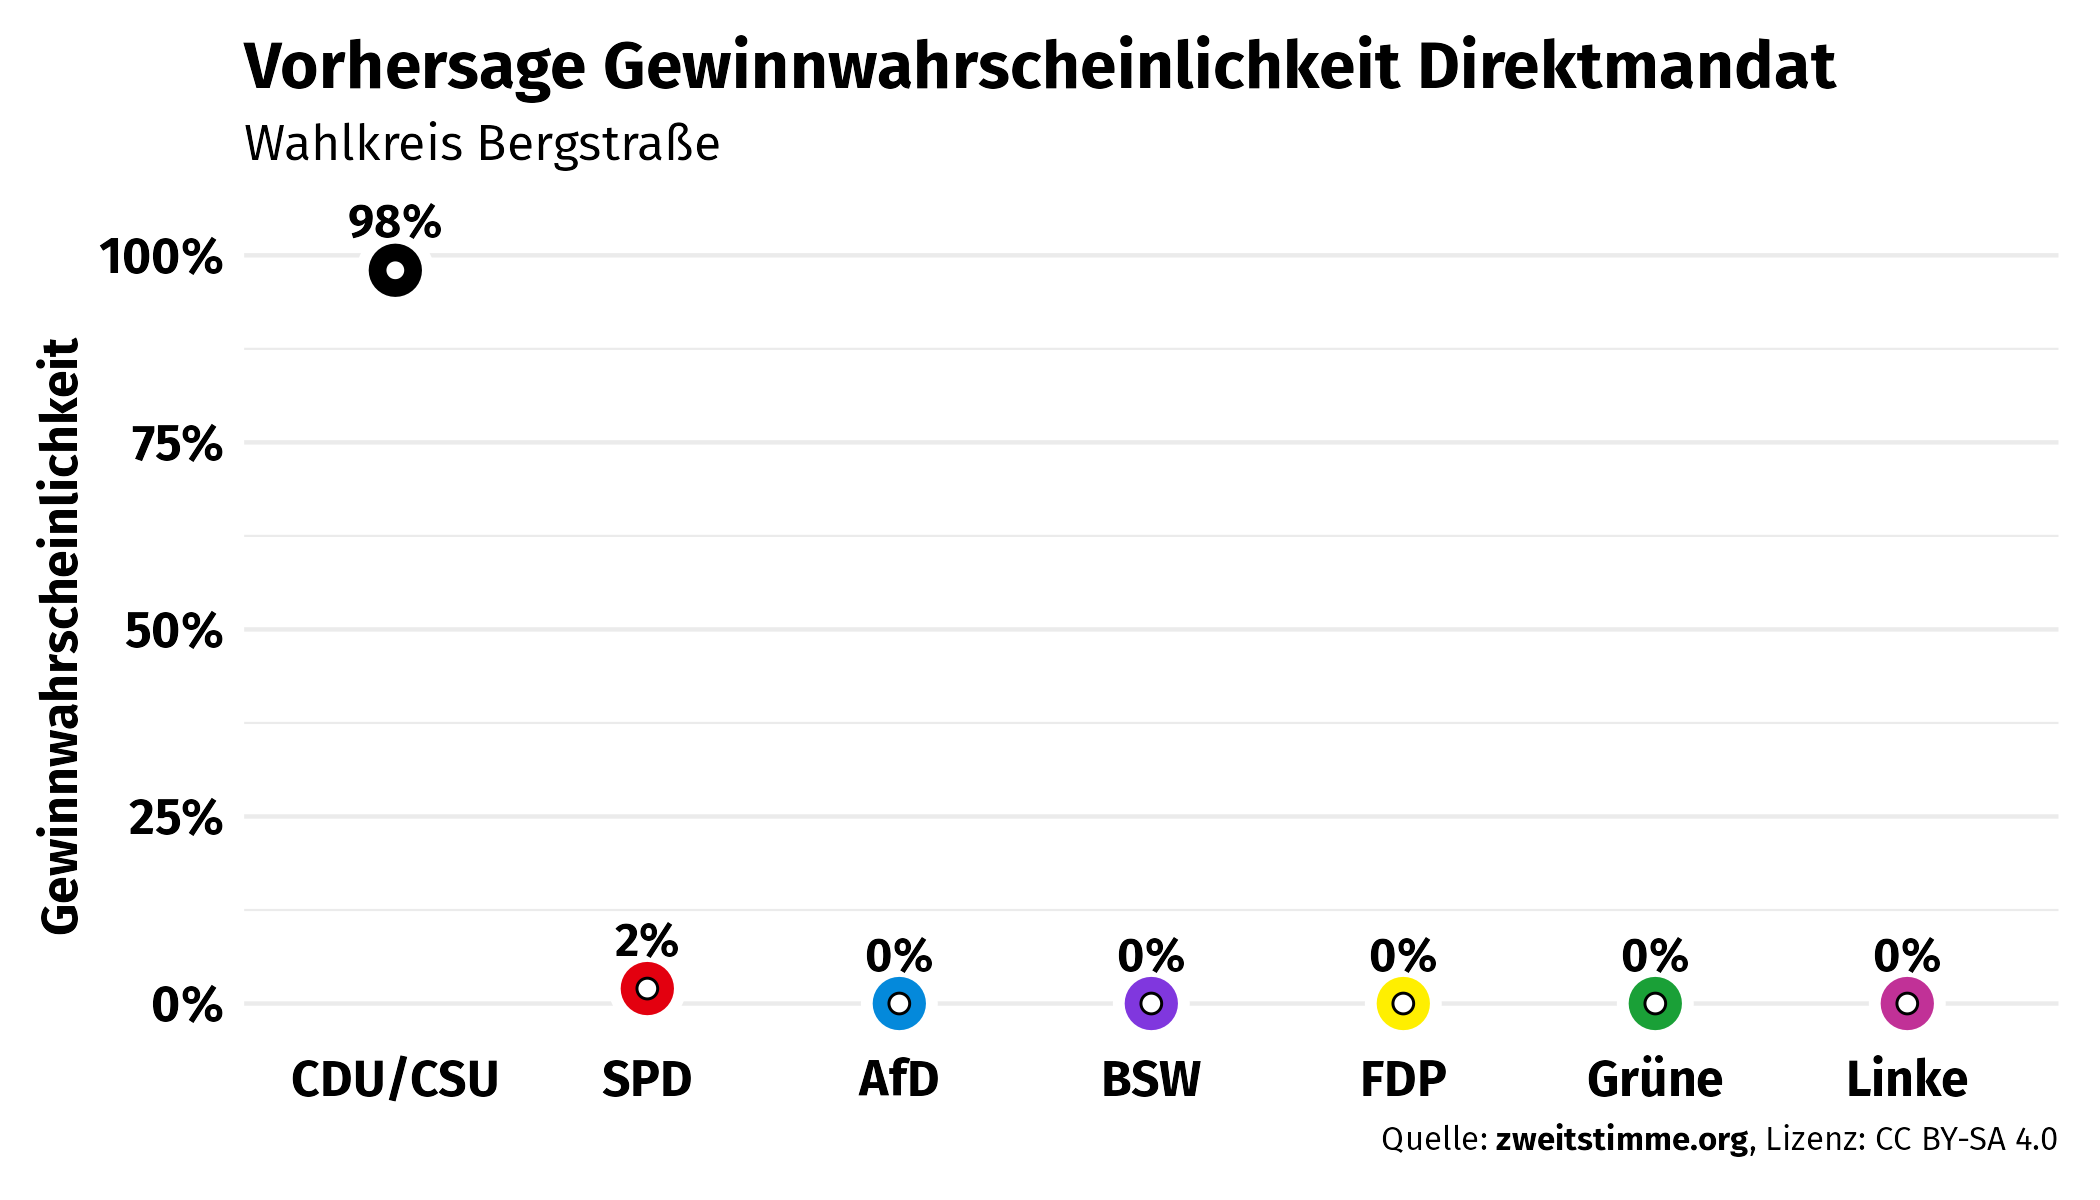 Vorhersage Gewinnwahrscheinlichkeit Direktmandat
Wahlkreis Bergstraße
Gewinnwahrscheinlichkeit
100%
75%
50%
25%
0%
98%
2%
0%
0%
0%
0%
0%
CDU/CSU
SPD
AfD
BSW
FDP
Grüne
Linke
Quelle: zweitstimme.org, Lizenz: CC BY-SA 4.0